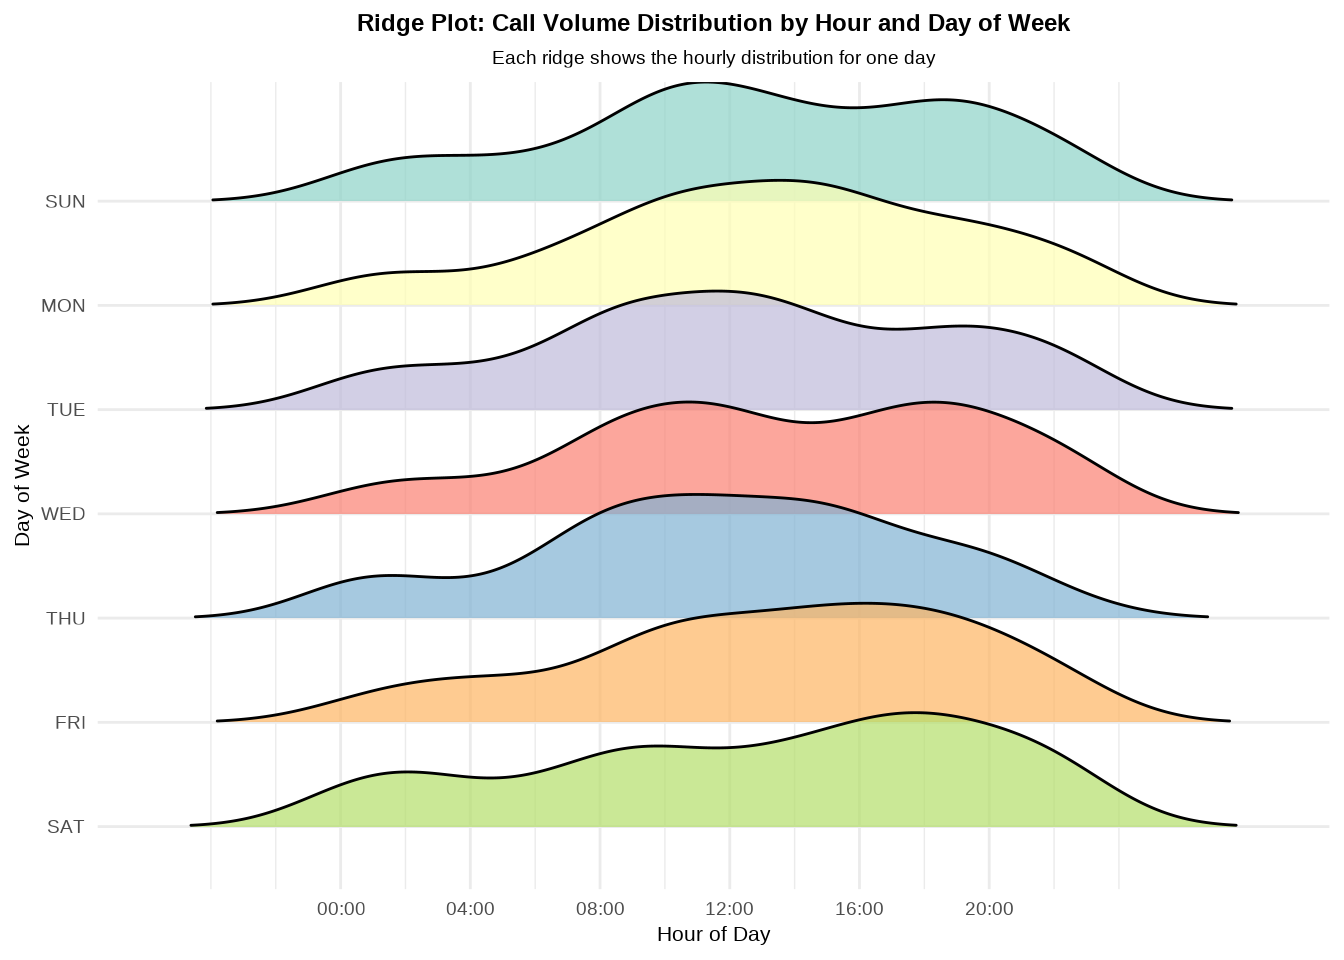 Ridge Plot: Call Volume Distribution by Hour and Day of Week
Each ridge shows the hourly distribution for one day
SUN
MON
TUE
WED
THU
FRI
SAT
Day of Week
00:00 04:00 08:00 12:00 16:00 20:00
Hour of Day